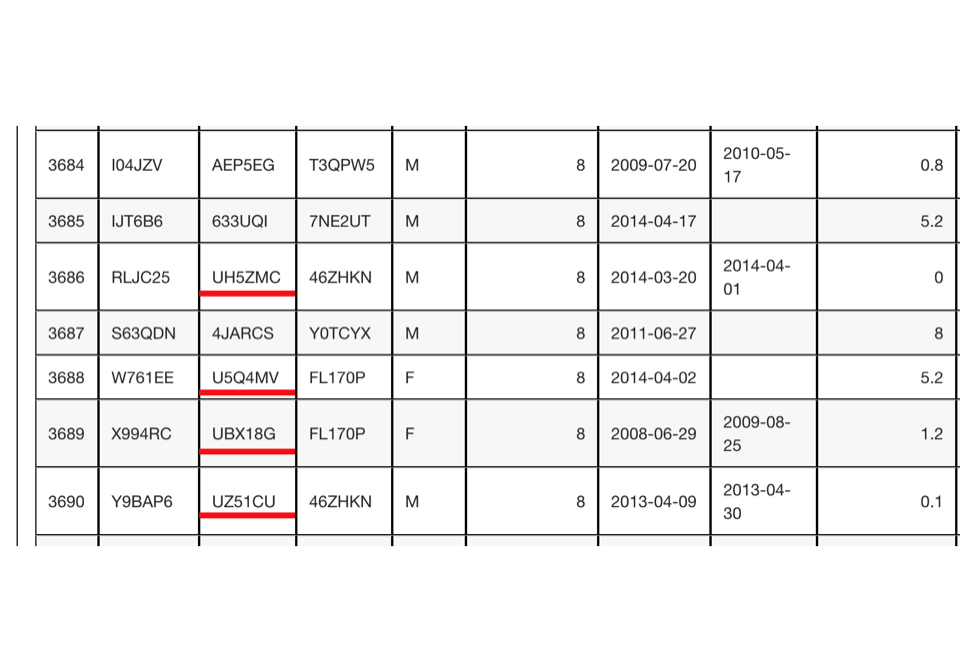 3684 I04JZV AEP5EG T3QPW5 M 8 2009-07-20 2010-05-17 0.8
3685 IJT6B6 633UQI 7NE2UT M 8 2014-04-17 5.2
3686 RLJC25 UH5ZMC 46ZHKN M 8 2014-03-20 2014-04-01 0
3687 S63QDN 4JARCS Y0TCYX M 8 2011-06-27 8
3688 W761EE U5Q4MV FL170P F 8 2014-04-02 5.2
3689 X994RC UBX18G FL170P F 8 2008-06-29 2009-08-25 1.2
3690 Y9BAP6 UZ51CU 46ZHKN M 8 2013-04-09 2013-04-30 0.1